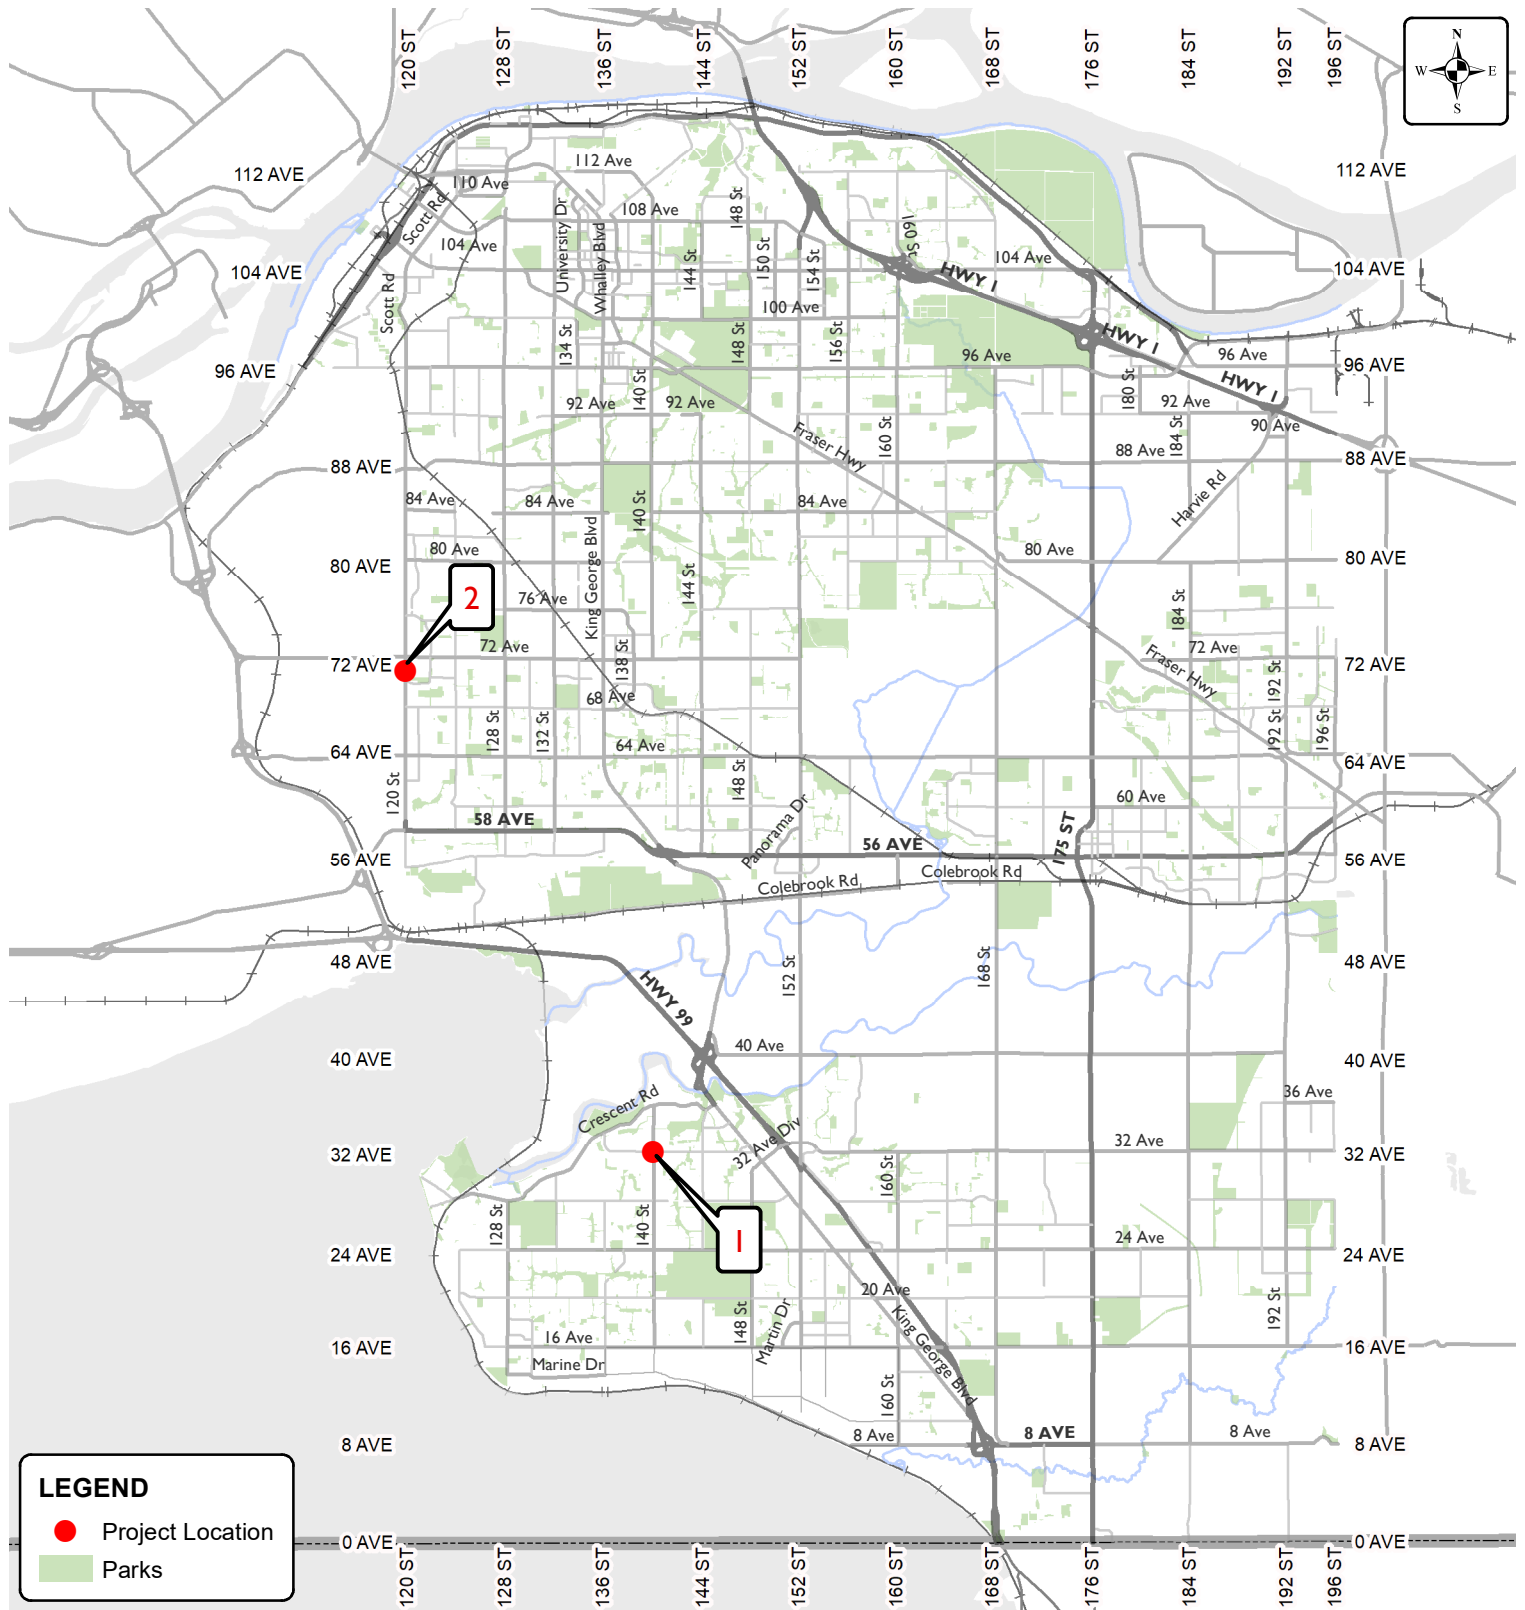 120 ST
128 ST
136 ST
144 ST
152 ST
160 ST
168 ST
176 ST
184 ST
192 ST
196 ST
N
W
E
S
112 AVE
112 Ave
110 Ave
112 AVE
108 Ave
148 St
Scott Rd
University Dr
Whalley Blvd
160 St
104 Ave
144 St
150 St
154 St
104 Ave
104 AVE
HWY 1
104 AVE
Scott Rd
100 Ave
134 St
148 St
156 St
HWY 1
96 Ave
96 Ave
96 AVE
96 AVE
140 St
180 St
HWY 1
92 Ave
92 Ave
92 Ave
Fraser Hwy
160 St
184 St
90 Ave
88 Ave
88 AVE
88 AVE
84 Ave
84 Ave
140 St
84 Ave
Harvie Rd
King George Blvd
80 Ave
80 Ave
80 AVE
80 AVE
2
76 Ave
144 St
184 St
72 Ave
138 St
72 Ave
72 AVE
72 AVE
Fraser Hwy
192 St
68 Ave
128 St
132 St
64 Ave
192 St
196 St
64 AVE
64 AVE
120 St
148 St
60 Ave
58 AVE
Panorama Dr
56 AVE
175 ST
56 AVE
56 AVE
Colebrook Rd
Colebrook Rd
48 AVE
152 St
168 St
48 AVE
HWY 99
40 Ave
40 AVE
40 AVE
36 Ave
Crescent Rd
32 Ave Div
32 Ave
32 AVE
32 AVE
160 St
128 St
140 St
1
24 Ave
24 AVE
24 AVE
20 Ave
148 St
Martin Dr
King George Blvd
192 St
16 Ave
16 AVE
16 AVE
Marine Dr
160 St
8 Ave
8 AVE
8 Ave
8 AVE
8 AVE
LEGEND
Project Location
Parks
0 AVE
0 AVE
120 ST
128 ST
136 ST
144 ST
152 ST
160 ST
168 ST
176 ST
184 ST
192 ST
196 ST